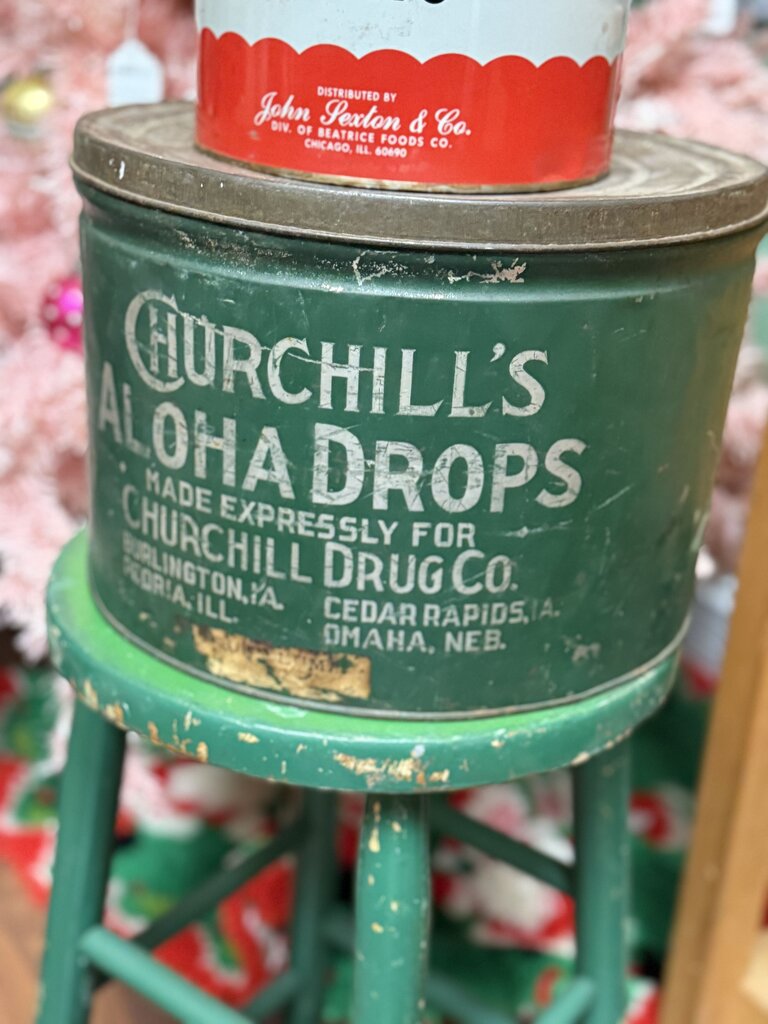 DISTRIBUTED BY
John Sexton & Co.
DIV. OF BEATRICE FOODS CO.
CHICAGO, ILL. 60690
CHURCHILL'S
ALOHA DROPS
MADE EXPRESSLY FOR
CHURCHILL DRUG CO.
BURLINGTON, IA.
PEORIA, ILL.
CEDAR RAPIDS, IA.
OMAHA, NEB.